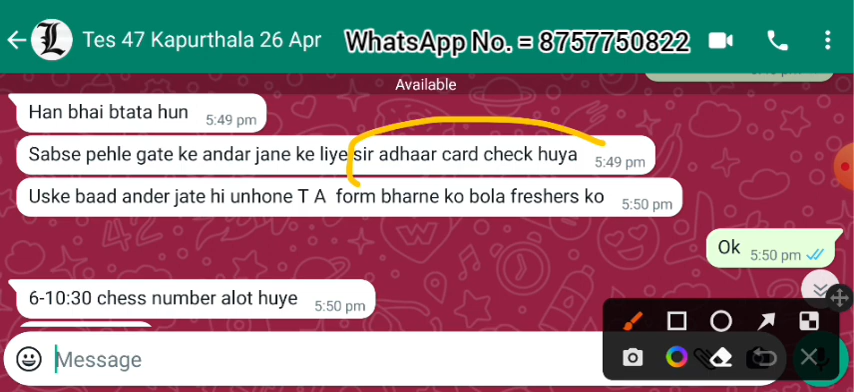 Tes 47 Kapurthala 26 Apr
WhatsApp No. = 8757750822
Available
Han bhai btata hun 5:49 pm
Sabse pehle gate ke andar jane ke liye sir adhaar card check huya 5:49 pm
Uske baad ander jate hi unhone T A form bharne ko bola freshers ko 5:50 pm
Ok 5:50 pm
6-10:30 chess number alot huye 5:50 pm
Message